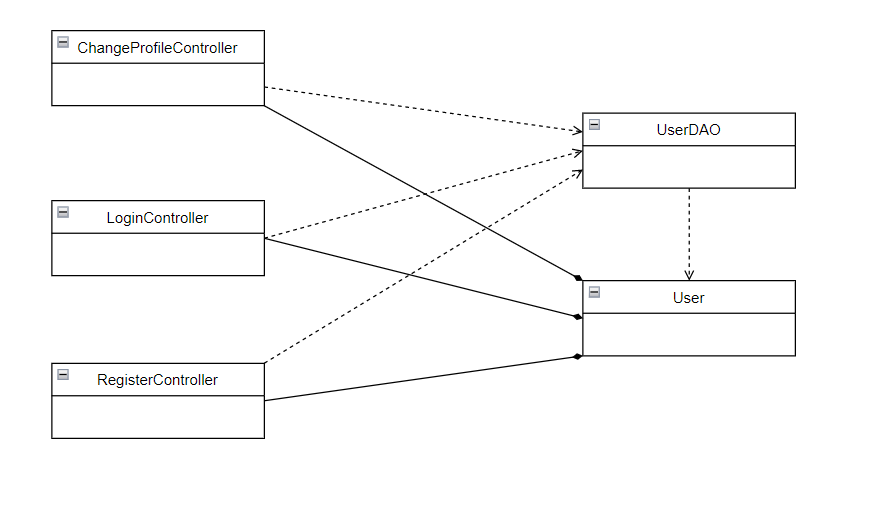 ChangeProfileController
UserDAO
LoginController
User
RegisterController